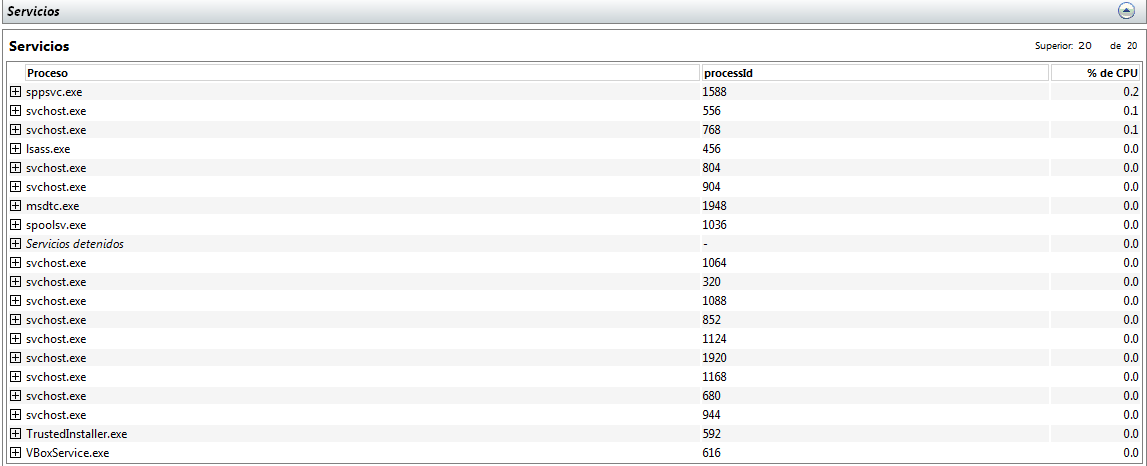 Servicios
Servicios Superior: 20 de 20
Proceso processId % de CPU
sppsvc.exe 1588 0.2
svchost.exe 556 0.1
svchost.exe 768 0.1
lsass.exe 456 0.0
svchost.exe 804 0.0
svchost.exe 904 0.0
msdtc.exe 1948 0.0
spoolsv.exe 1036 0.0
Servicios detenidos - 0.0
svchost.exe 1064 0.0
svchost.exe 320 0.0
svchost.exe 1088 0.0
svchost.exe 852 0.0
svchost.exe 1124 0.0
svchost.exe 1920 0.0
svchost.exe 1168 0.0
svchost.exe 680 0.0
svchost.exe 944 0.0
TrustedInstaller.exe 592 0.0
VBoxService.exe 616 0.0